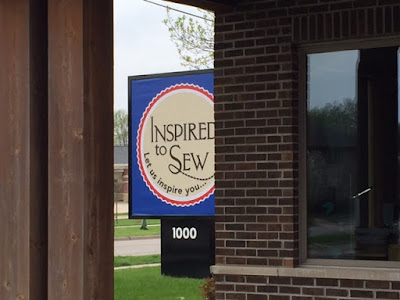 INSPIRED
to SEW
Let us inspire you...
1000